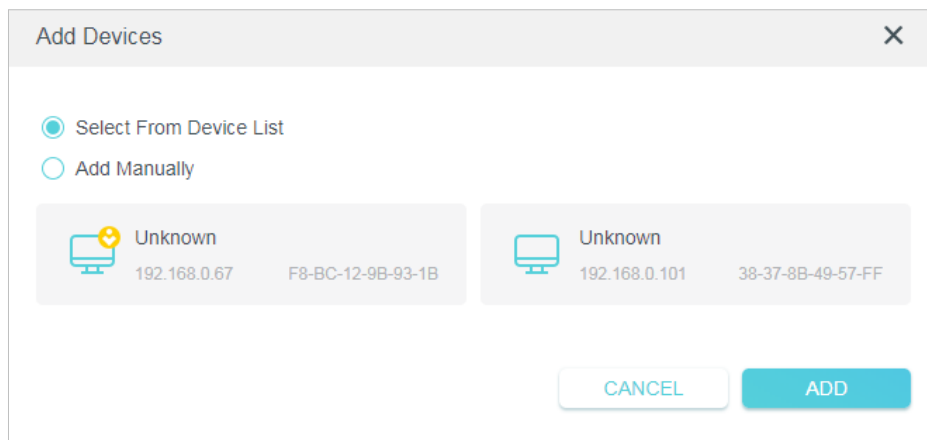 Add Devices
Select From Device List
Add Manually
Unknown
192.168.0.67 F8-BC-12-9B-93-1B
Unknown
192.168.0.101 38-37-8B-49-57-FF
CANCEL ADD